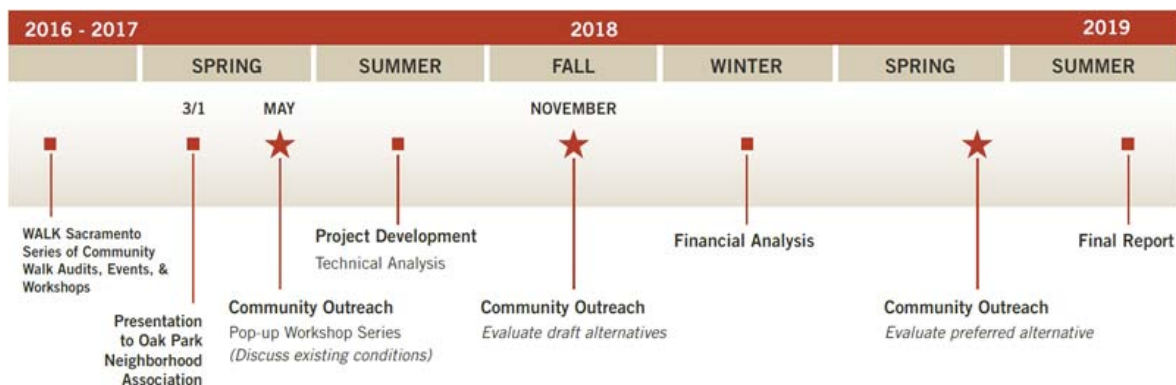 2016 - 2017
2018
2019
SPRING
SUMMER
FALL
WINTER
SPRING
SUMMER
3/1
MAY
NOVEMBER
WALK Sacramento
Series of Community
Walk Audits, Events, &
Workshops
Presentation
to Oak Park
Neighborhood
Association
Community Outreach
Pop-up Workshop Series
(Discuss existing conditions)
Project Development
Technical Analysis
Community Outreach
Evaluate draft alternatives
Financial Analysis
Community Outreach
Evaluate preferred alternative
Final Report